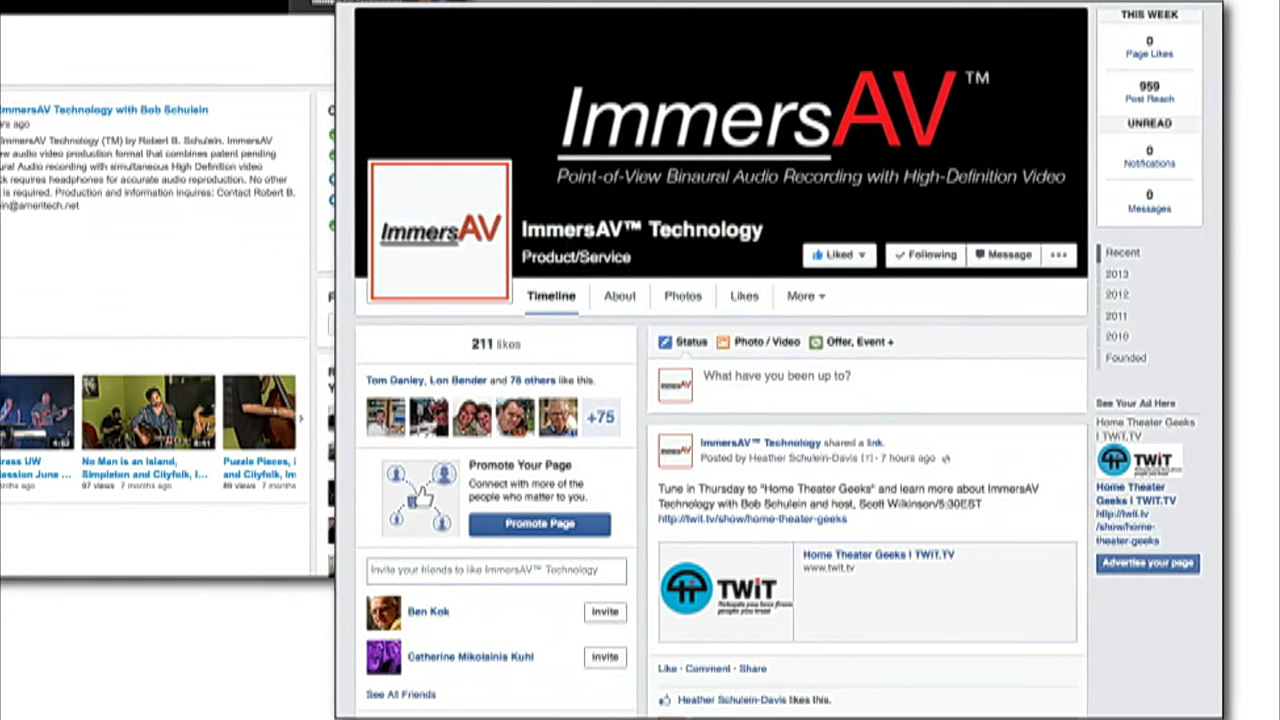 ImmersAV Technology with Bob Schulein
ago
ImmersAV Technology (TM) by Robert B. Schulein. ImmersAV
audio video production format that combines patent pending
Audio recording with simultaneous High Definition video
requires headphones for accurate audio reproduction. No other
is required. Production and information inquires: Contact Robert B.
@ameritech.net
UW
ession June ...
No Man is an Island,
Simpleton and Cityfolk, I...
97 views 7 months ago
Puzzle Pieces, I
and Cityfolk, Im
89 views 7 months
ImmersAV™
Point-of-View Binaural Audio Recording with High-Definition Video
ImmersAV
ImmersAV™ Technology
Product/Service
Liked
Following
Message
Timeline
About
Photos
Likes
More
211 likes
Tom Danley, Lon Bender and 78 others like this.
+75
Promote Your Page
Connect with more of the
people who matter to you.
Promote Page
Invite your friends to like ImmersAV™ Technology
Ben Kok
Invite
Catherine Mikolainis Kuhl
Invite
See All Friends
Status
Photo / Video
Offer, Event +
ImmersAV
What have you been up to?
ImmersAV
ImmersAV™ Technology shared a link.
Posted by Heather Schulein-Davis [?] · 7 hours ago
Tune in Thursday to "Home Theater Geeks" and learn more about ImmersAV
Technology with Bob Schulein and host, Scott Wilkinson/5:30EST
http://twit.tv/show/home-theater-geeks
TWiT
Home Theater Geeks | TWiT.TV
www.twit.tv
Like · Comment · Share
Heather Schulein-Davis likes this.
THIS WEEK
0
Page Likes
959
Post Reach
UNREAD
0
Notifications
0
Messages
Recent
2013
2012
2011
2010
Founded
See Your Ad Here
Home Theater Geeks
| TWiT.TV
TWiT
Home Theater
Geeks | TWIT.TV
http://twit.tv
/show/home-
theater-geeks
Advertise your page